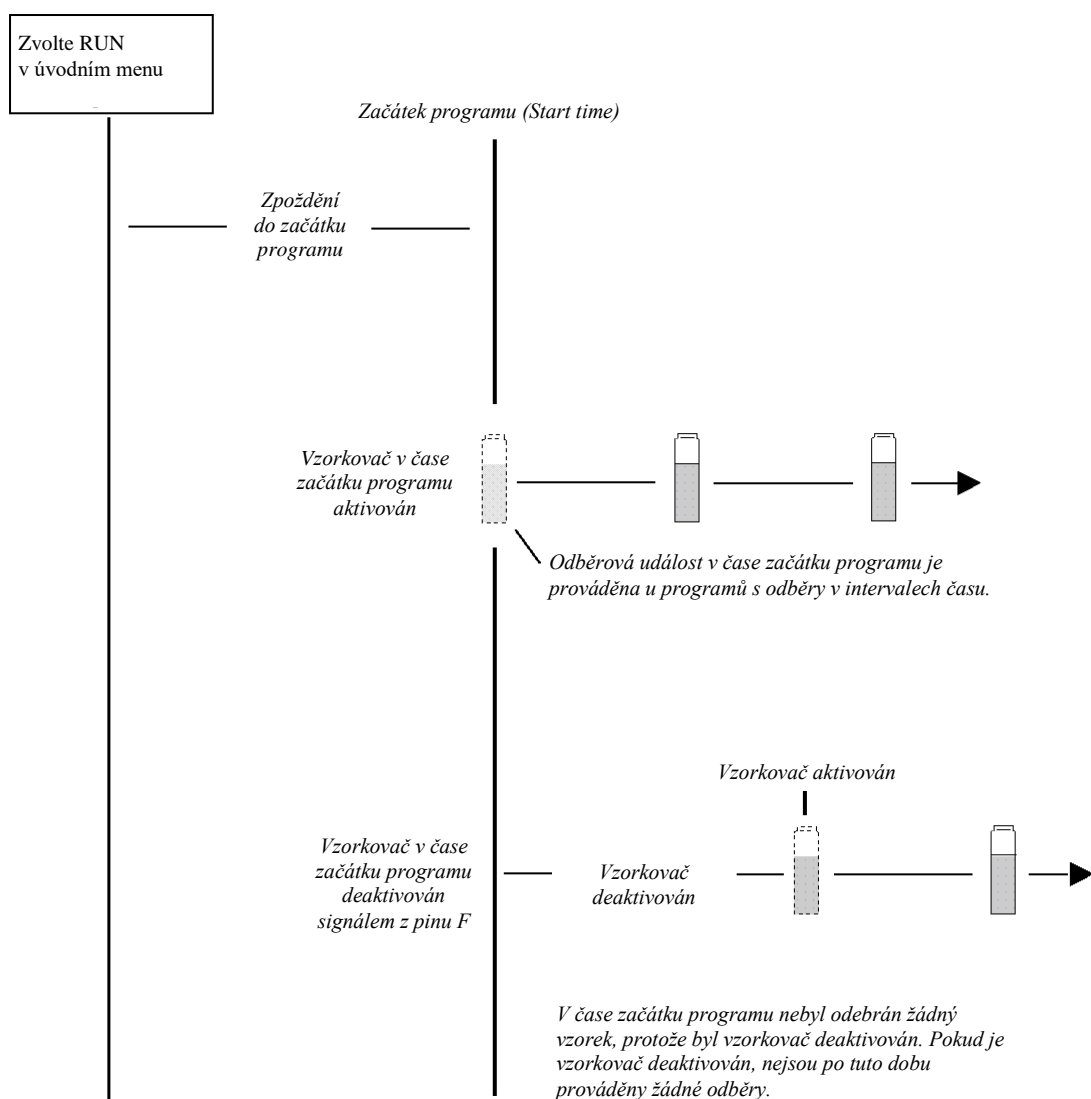 Zvolte RUN
v úvodním menu
Začátek programu (Start time)
Zpoždění
do začátku
programu
Vzorkovač v čase
začátku programu
aktivován
Odběrová událost v čase začátku programu je
prováděna u programů s odběry v intervalech času.
Vzorkovač aktivován
Vzorkovač v čase
začátku programu
deaktivován
signálem z pinu F
Vzorkovač
deaktivován
V čase začátku programu nebyl odebrán žádný
vzorek, protože byl vzorkovač deaktivován. Pokud je
vzorkovač deaktivován, nejsou po tuto dobu
prováděny žádné odběry.